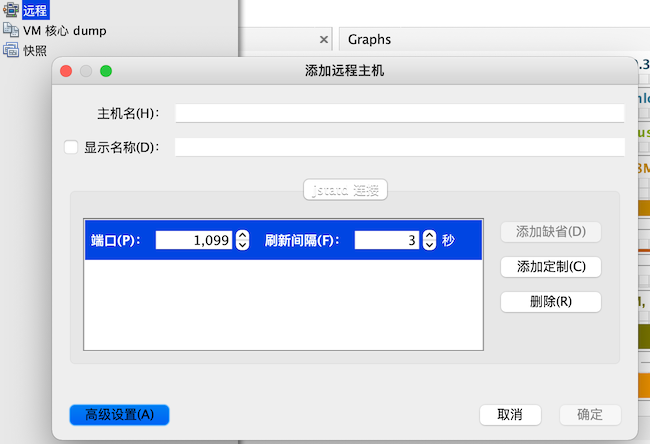 远程
VM 核心 dump
快照
Graphs
添加远程主机
主机名(H):
显示名称(D):
jstatd 连接
端口(P): 1,099 刷新间隔(F): 3 秒
添加缺省(D)
添加定制(C)
删除(R)
高级设置(A)
取消
确定